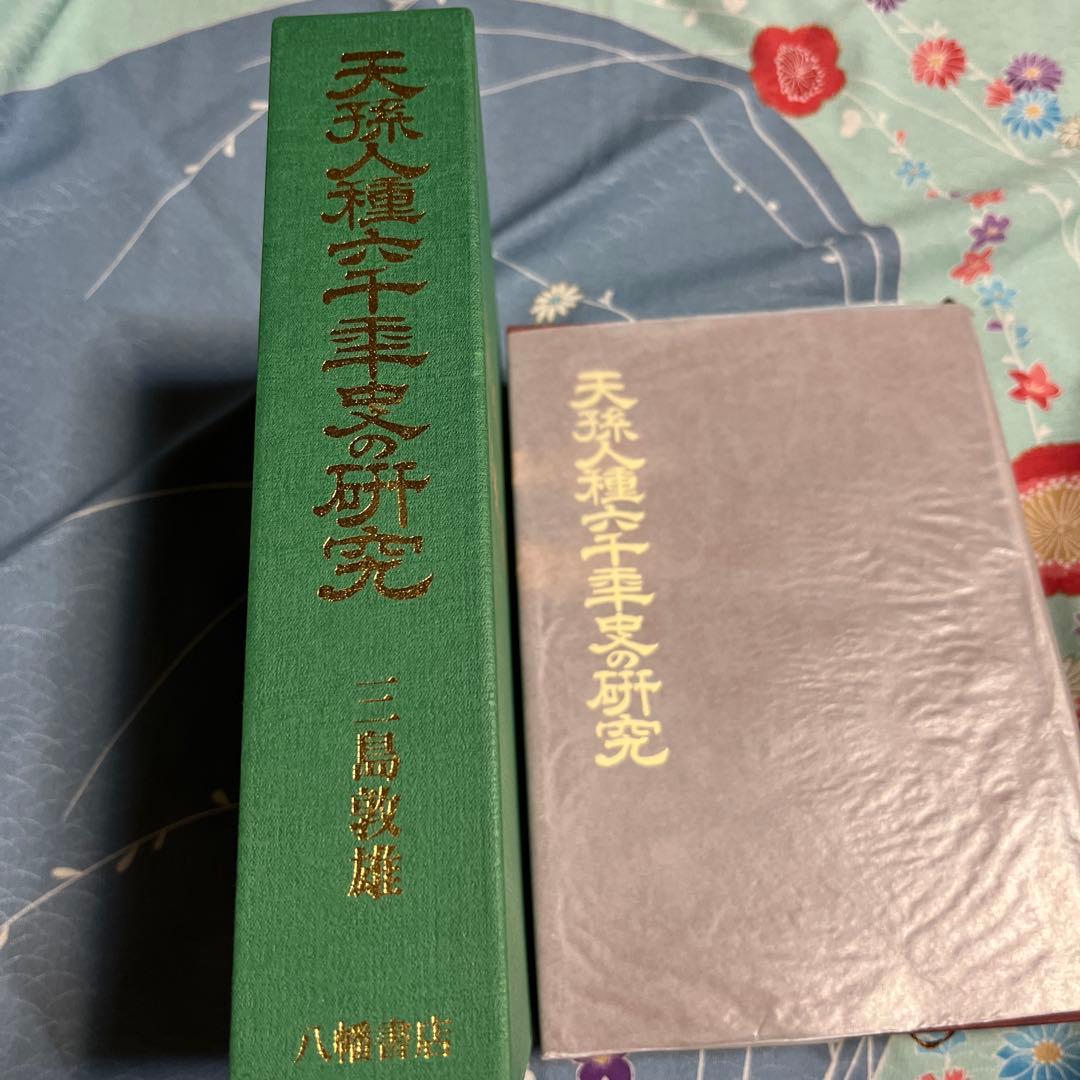 天孫人種六千年史の研究
三島敦雄
八幡書店
天孫人種六千年史の研究